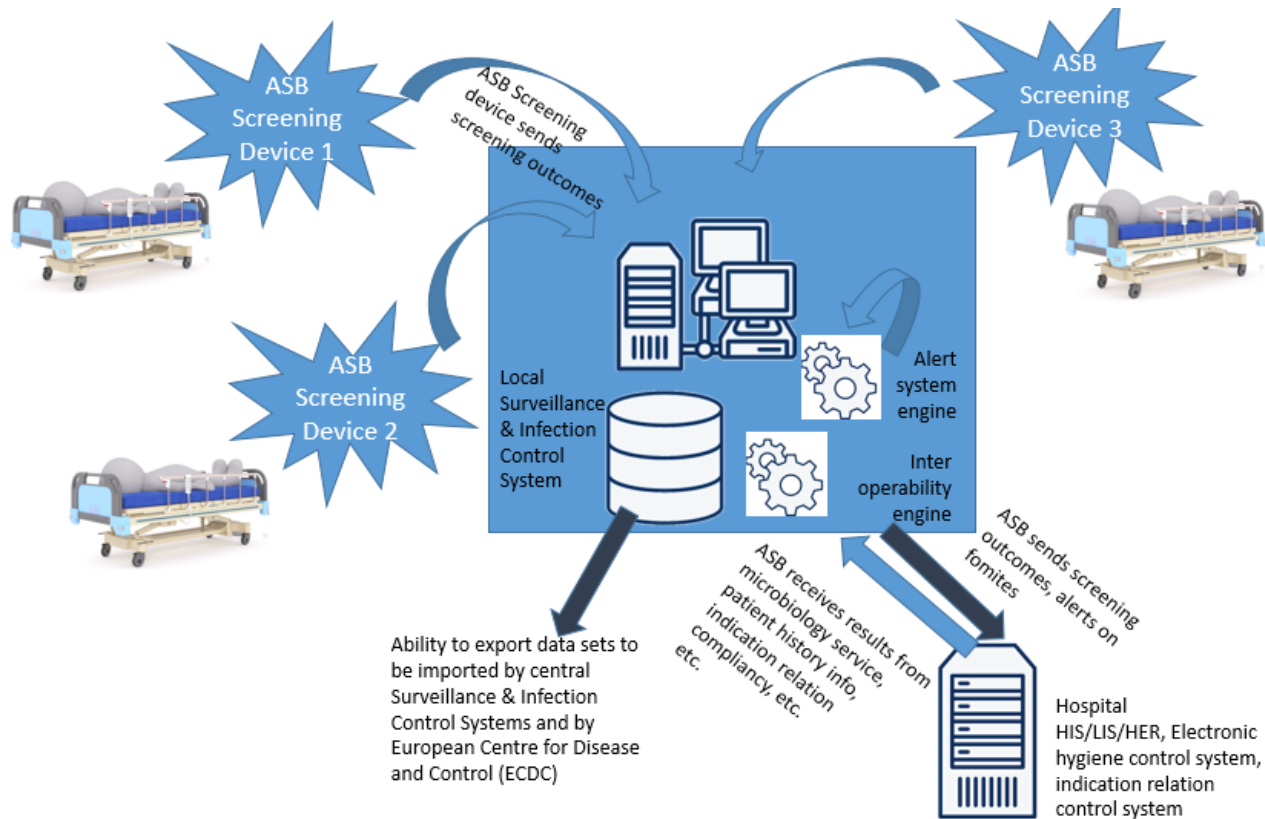 ASB
Screening
Device 1
ASB Screening
device sends
screening outcomes
ASB
Screening
Device 3
ASB
Screening
Device 2
Local
Surveillance
& Infection
Control
System
Alert
system
engine
Inter
operability
engine
ASB sends screening
outcomes, alerts on
fomites
ASB receives results from
microbiology service,
patient history info,
indication relation
compliancy, etc.
etc.
Ability to export data sets to
be imported by central
Surveillance & Infection
Control Systems and by
European Centre for Disease
and Control (ECDC)
Hospital
HIS/LIS/HER, Electronic
hygiene control system,
indication relation
control system